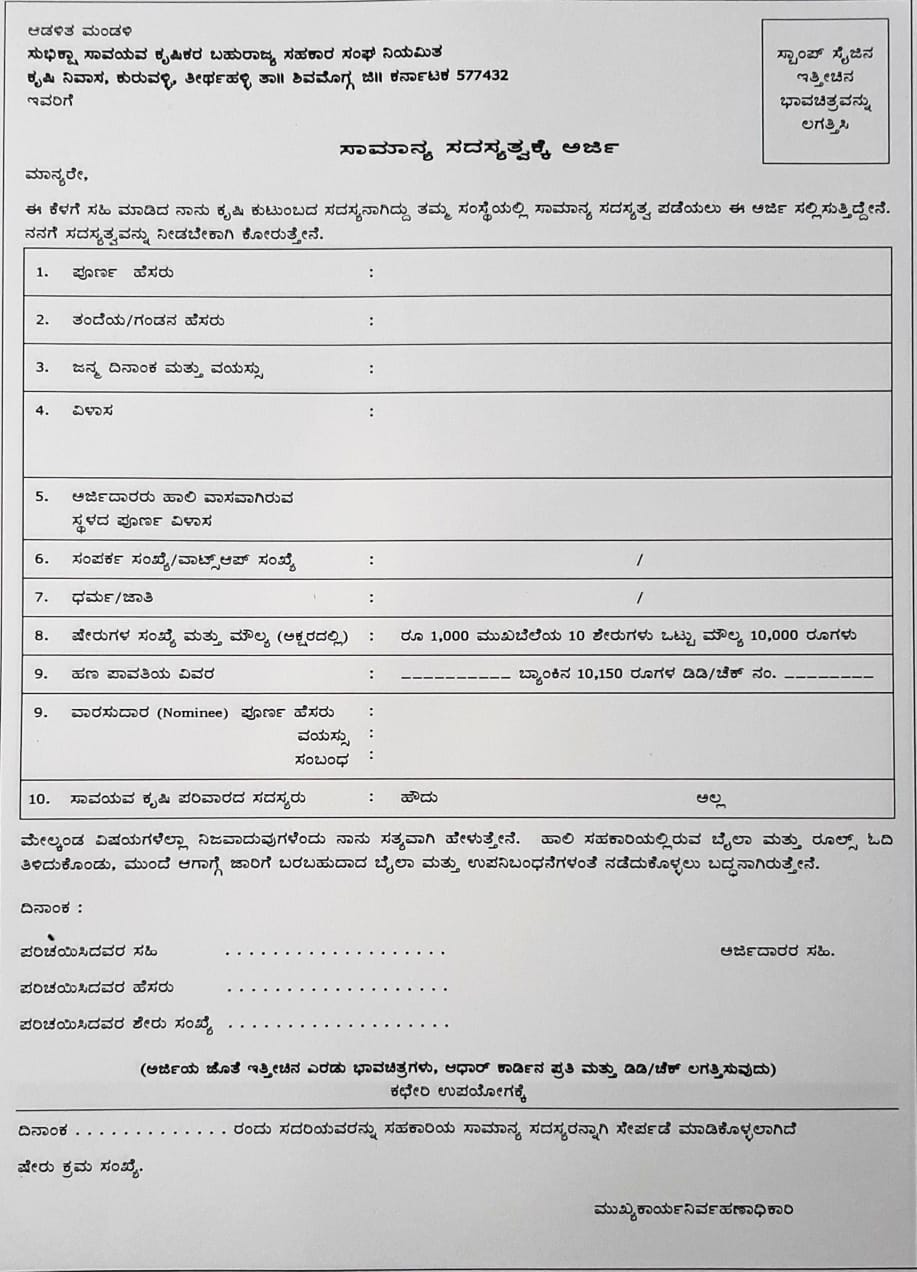 ಆಡಳಿತ ಮಂಡಳಿ
ಸುಭಿಕ್ಷಾ ಸಾವಯವ ಕೃಷಿಕರ ಬಹುರಾಜ್ಯ ಸಹಕಾರ ಸಂಘ ನಿಯಮಿತ
ಕೃಷಿ ನಿವಾಸ, ಕುರುವಳ್ಳಿ, ತೀರ್ಥಹಳ್ಳಿ ತಾ॥ ಶಿವಮೊಗ್ಗ ಜಿ॥ ಕರ್ನಾಟಕ 577432
ಇವರಿಗೆ
ಸ್ಟಾಂಪ್ ಸೈಜಿನ
ಇತ್ತೀಚಿನ
ಭಾವಚಿತ್ರವನ್ನು
ಲಗತ್ತಿಸಿ
ಸಾಮಾನ್ಯ ಸದಸ್ಯತ್ವಕ್ಕೆ ಅರ್ಜಿ
ಮಾನ್ಯರೇ,
ಈ ಕೆಳಗೆ ಸಹಿ ಮಾಡಿದ ನಾನು ಕೃಷಿ ಕುಟುಂಬದ ಸದಸ್ಯನಾಗಿದ್ದು ತಮ್ಮ ಸಂಸ್ಥೆಯಲ್ಲಿ ಸಾಮಾನ್ಯ ಸದಸ್ಯತ್ವ ಪಡೆಯಲು ಈ ಅರ್ಜಿ ಸಲ್ಲಿಸುತ್ತಿದ್ದೇನೆ.
ನನಗೆ ಸದಸ್ಯತ್ವವನ್ನು ನೀಡಬೇಕಾಗಿ ಕೋರುತ್ತೇನೆ.
1. ಪೂರ್ಣ ಹೆಸರು :
2. ತಂದೆಯ/ಗಂಡನ ಹೆಸರು :
3. ಜನ್ಮ ದಿನಾಂಕ ಮತ್ತು ವಯಸ್ಸು :
4. ವಿಳಾಸ :
5. ಅರ್ಜಿದಾರರು ಹಾಲಿ ವಾಸವಾಗಿರುವ
ಸ್ಥಳದ ಪೂರ್ಣ ವಿಳಾಸ
6. ಸಂಪರ್ಕ ಸಂಖ್ಯೆ/ವಾಟ್ಸ್‌ಆಪ್ ಸಂಖ್ಯೆ : /
7. ಧರ್ಮ/ಜಾತಿ : /
8. ಷೇರುಗಳ ಸಂಖ್ಯೆ ಮತ್ತು ಮೌಲ್ಯ (ಅಕ್ಷರದಲ್ಲಿ) : ರೂ 1,000 ಮುಖಬೆಲೆಯ 10 ಶೇರುಗಳು ಒಟ್ಟು ಮೌಲ್ಯ 10,000 ರೂಗಳು
9. ಹಣ ಪಾವತಿಯ ವಿವರ : __________ ಬ್ಯಾಂಕಿನ 10,150 ರೂಗಳ ಡಿಡಿ/ಚೆಕ್ ನಂ. ________
9. ವಾರಸುದಾರ (Nominee) ಪೂರ್ಣ ಹೆಸರು :
ವಯಸ್ಸು :
ಸಂಬಂಧ :
10. ಸಾವಯವ ಕೃಷಿ ಪರಿವಾರದ ಸದಸ್ಯರು : ಹೌದು ಅಲ್ಲ
ಮೇಲ್ಕಂಡ ವಿಷಯಗಳೆಲ್ಲಾ ನಿಜವಾದುವುಗಳೆಂದು ನಾನು ಸತ್ಯವಾಗಿ ಹೇಳುತ್ತೇನೆ. ಹಾಲಿ ಸಹಕಾರಿಯಲ್ಲಿರುವ ಬೈಲಾ ಮತ್ತು ರೂಲ್ಸ್ ಓದಿ
ತಿಳಿದುಕೊಂಡು, ಮುಂದೆ ಆಗಾಗ್ಗೆ ಜಾರಿಗೆ ಬರಬಹುದಾದ ಬೈಲಾ ಮತ್ತು ಉಪನಿಬಂಧನೆಗಳಂತೆ ನಡೆದುಕೊಳ್ಳಲು ಬದ್ಧನಾಗಿರುತ್ತೇನೆ.
ದಿನಾಂಕ :
ಪರಿಚಯಿಸಿದವರ ಸಹಿ . . . . . . . . . . . . . . . . . . . ಅರ್ಜಿದಾರರ ಸಹಿ.
ಪರಿಚಯಿಸಿದವರ ಹೆಸರು . . . . . . . . . . . . . . . . . . .
ಪರಿಚಯಿಸಿದವರ ಶೇರು ಸಂಖ್ಯೆ . . . . . . . . . . . . . . . . . . .
(ಅರ್ಜಿಯ ಜೊತೆ ಇತ್ತೀಚಿನ ಎರಡು ಭಾವಚಿತ್ರಗಳು, ಆಧಾರ್ ಕಾರ್ಡಿನ ಪ್ರತಿ ಮತ್ತು ಡಿಡಿ/ಚೆಕ್ ಲಗತ್ತಿಸುವುದು)
ಕಛೇರಿ ಉಪಯೋಗಕ್ಕೆ
ದಿನಾಂಕ . . . . . . . . . . . . . ರಂದು ಸದರಿಯವರನ್ನು ಸಹಕಾರಿಯ ಸಾಮಾನ್ಯ ಸದಸ್ಯರನ್ನಾಗಿ ಸೇರ್ಪಡೆ ಮಾಡಿಕೊಳ್ಳಲಾಗಿದೆ
ಷೇರು ಕ್ರಮ ಸಂಖ್ಯೆ.
ಮುಖ್ಯಕಾರ್ಯನಿರ್ವಹಣಾಧಿಕಾರಿ